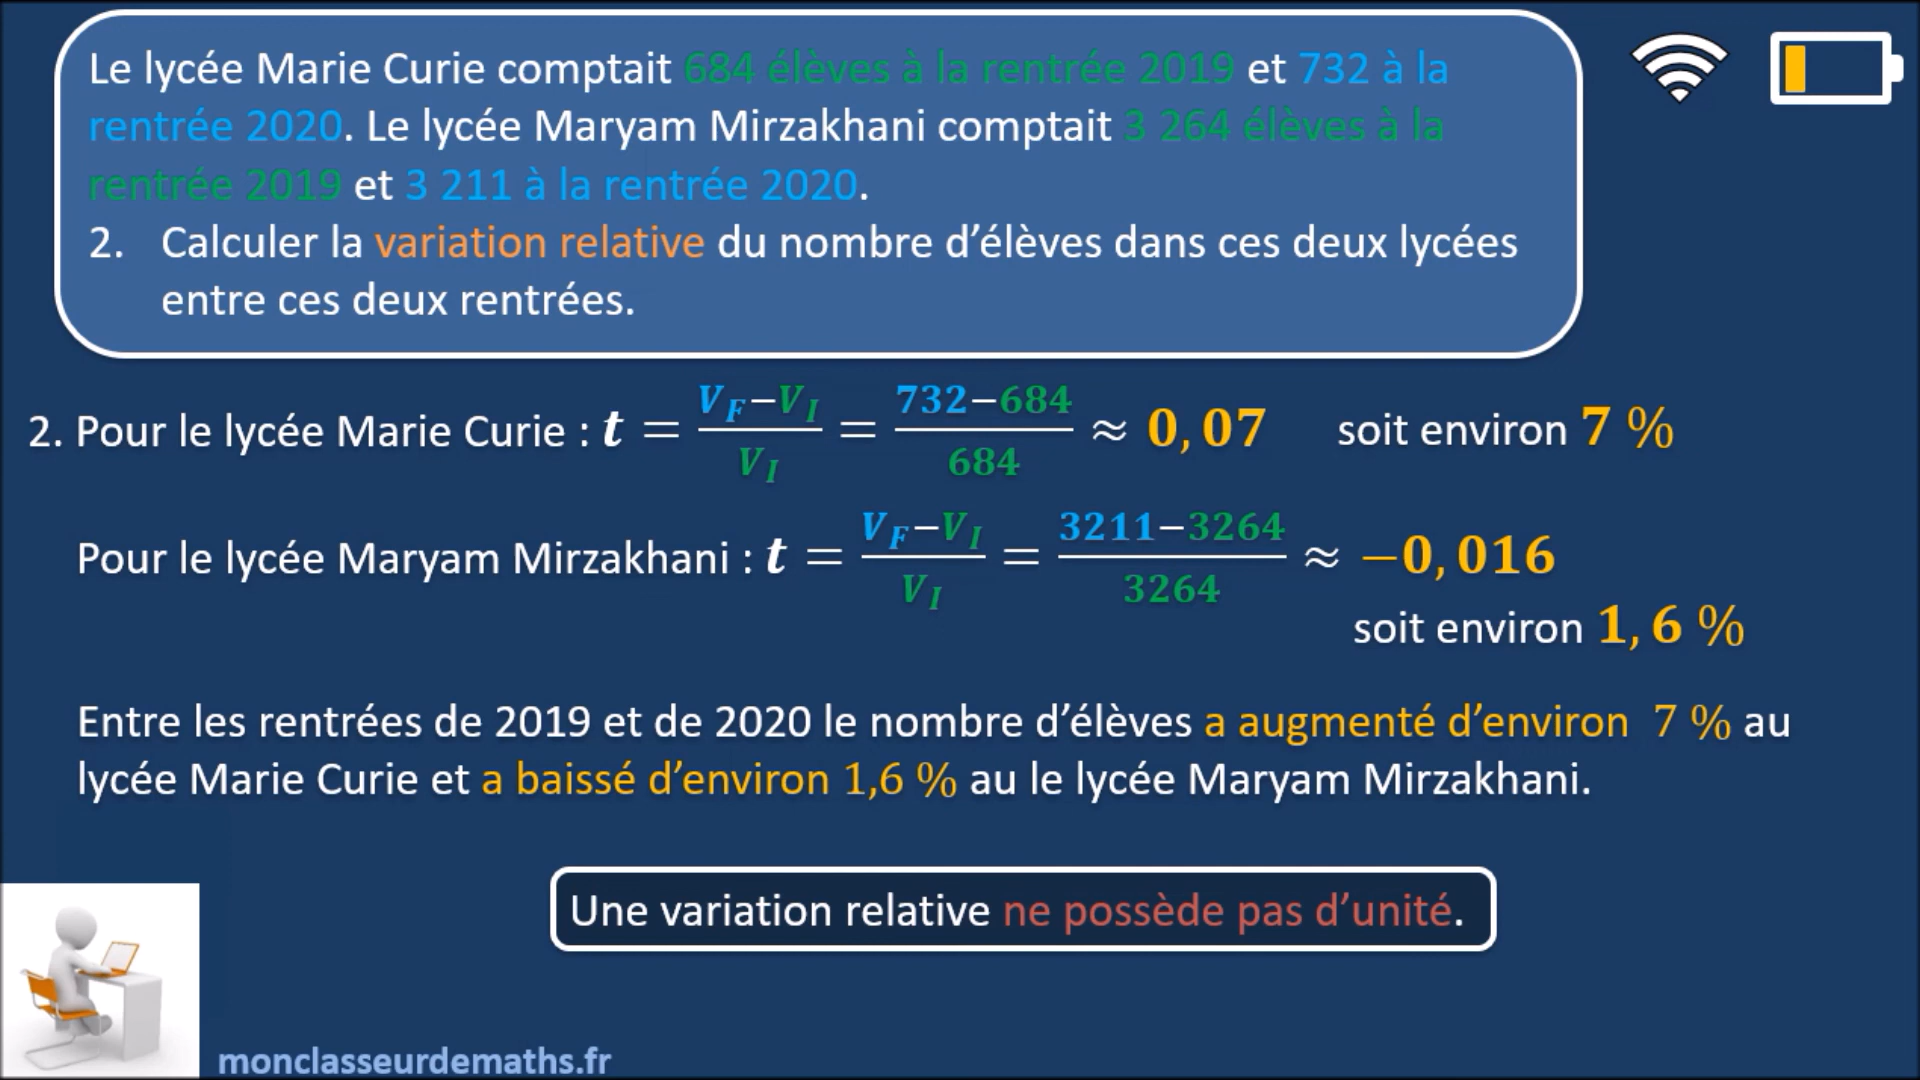 Le lycée Marie Curie comptait 684 élèves à la rentrée 2019 et 732 à la
rentrée 2020. Le lycée Maryam Mirzakhani comptait 3 264 élèves à la
rentrée 2019 et 3 211 à la rentrée 2020.
2. Calculer la variation relative du nombre d'élèves dans ces deux lycées
entre ces deux rentrées.
2. Pour le lycée Marie Curie : t = (V_F−V_I)/V_I = (732−684)/684 ≈ 0,07 soit environ 7 %
Pour le lycée Maryam Mirzakhani : t = (V_F−V_I)/V_I = (3211−3264)/3264 ≈ −0,016
soit environ 1,6 %
Entre les rentrées de 2019 et de 2020 le nombre d'élèves a augmenté d'environ 7 % au
lycée Marie Curie et a baissé d'environ 1,6 % au le lycée Maryam Mirzakhani.
Une variation relative ne possède pas d'unité.
monclasseurdemaths.fr